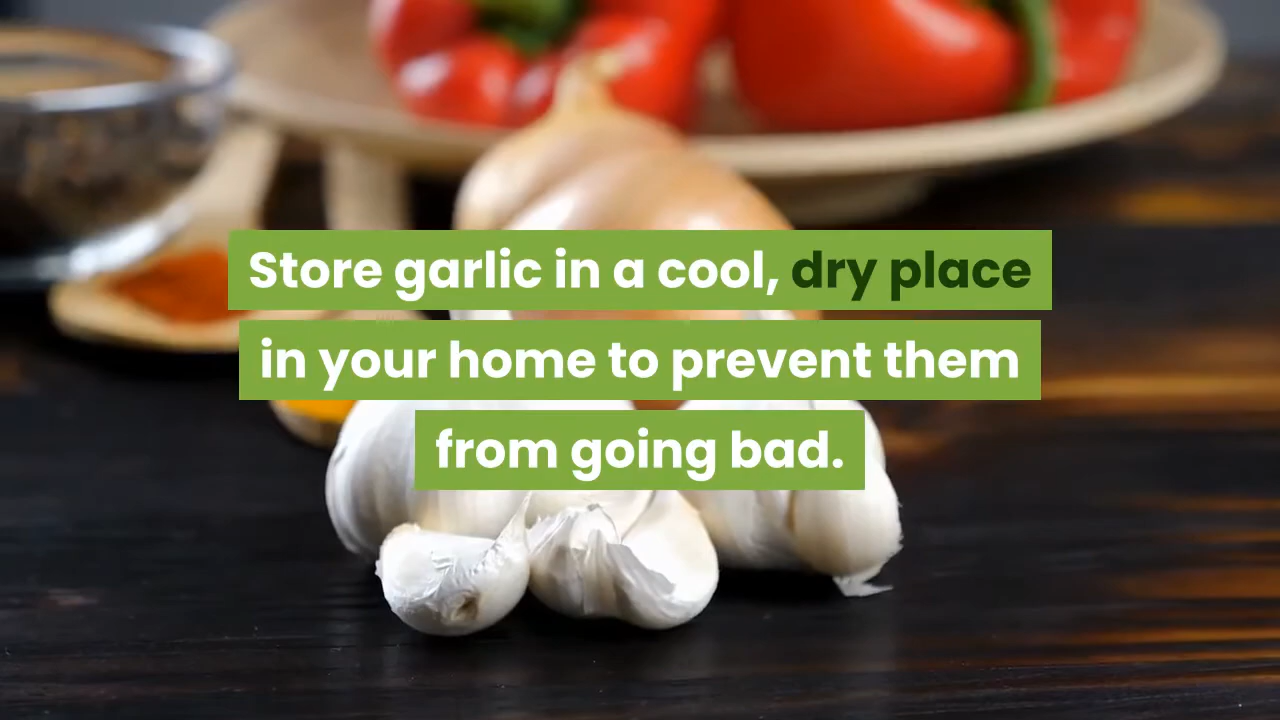 Store garlic in a cool, dry place
in your home to prevent them
from going bad.